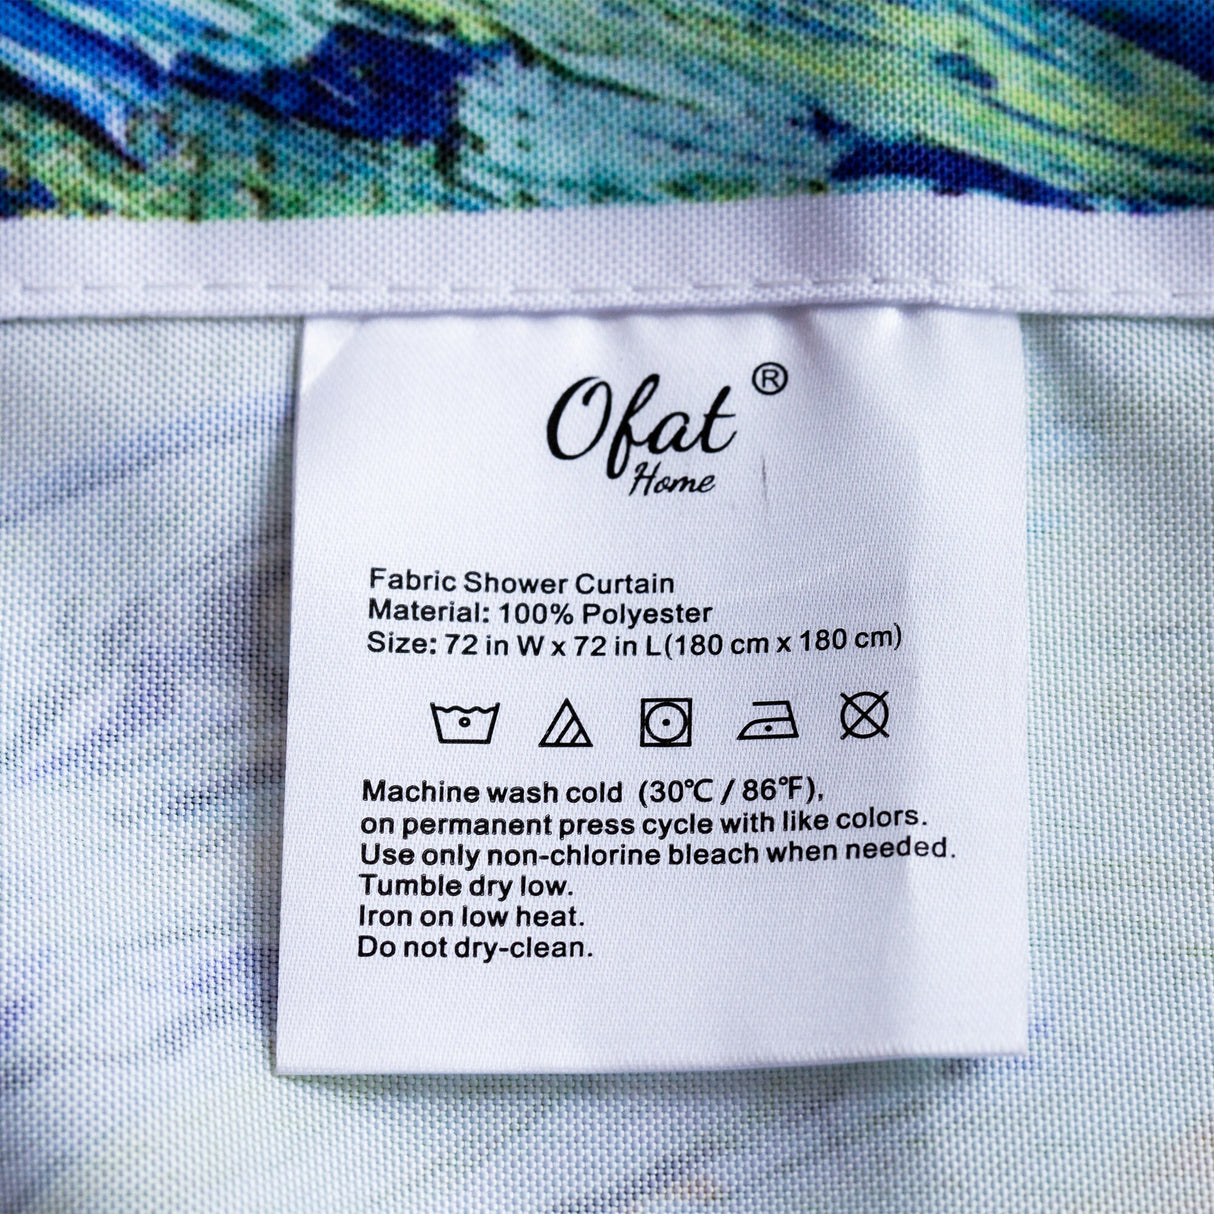 Ofat ®
Home
Fabric Shower Curtain
Material: 100% Polyester
Size: 72 in W x 72 in L(180 cm x 180 cm)
Machine wash cold (30℃ / 86℉),
on permanent press cycle with like colors.
Use only non-chlorine bleach when needed.
Tumble dry low.
Iron on low heat.
Do not dry-clean.